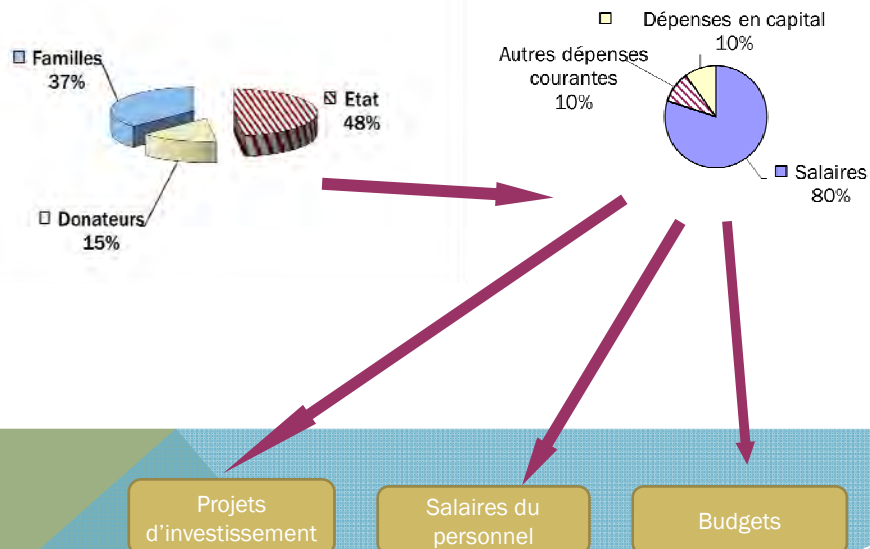 Familles
37%
Etat
48%
Donateurs
15%
Dépenses en capital
10%
Autres dépenses
courantes
10%
Salaires
80%
Projets
d'investissement
Salaires du
personnel
Budgets